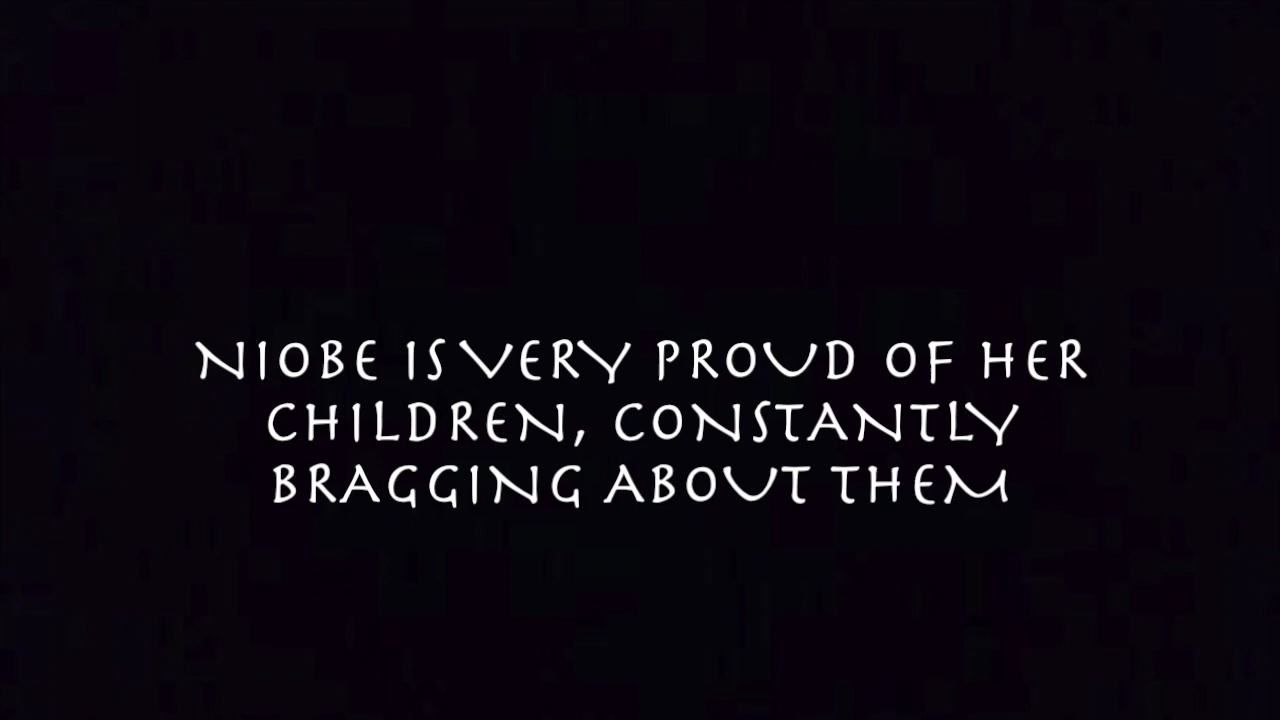 NIOBE IS VERY PROUD OF HER
CHILDREN, CONSTANTLY
BRAGGING ABOUT THEM